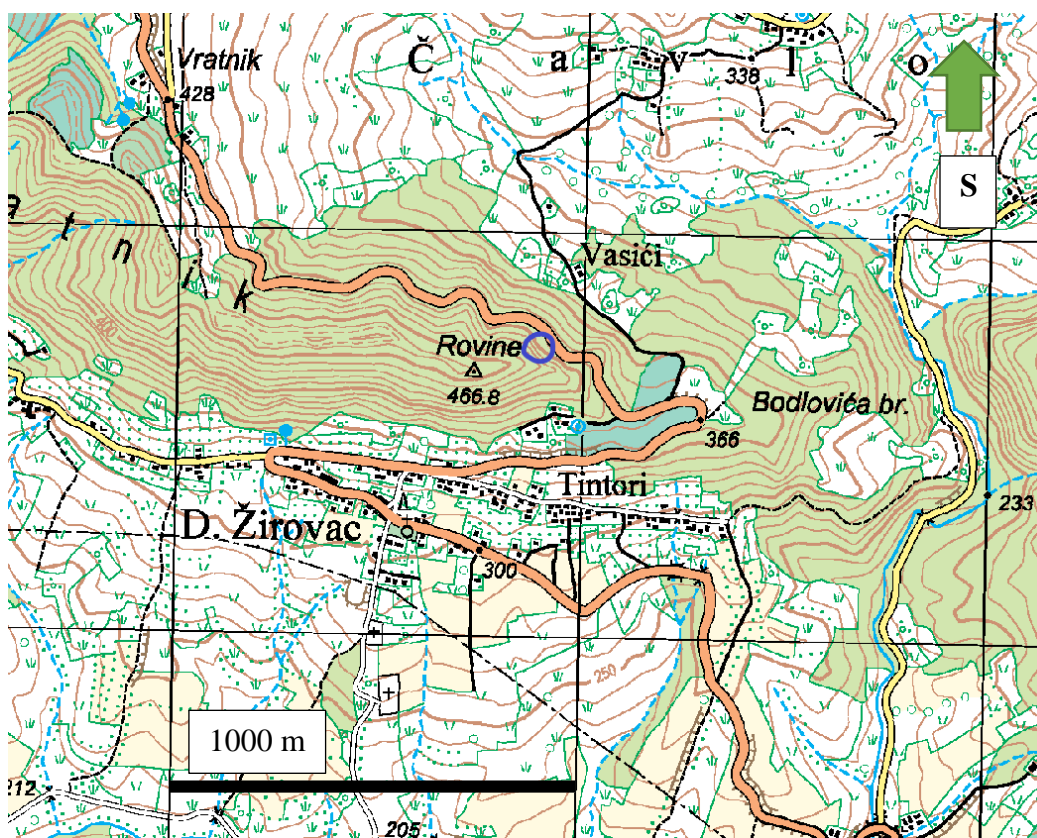 Č a v l o
Vratnik
428
338
S
a t n i k
Vasići
400
Rovine
466.8
Bodlovića br.
366
Tintori
233
D. Žirovac
300
250
1000 m
212
205